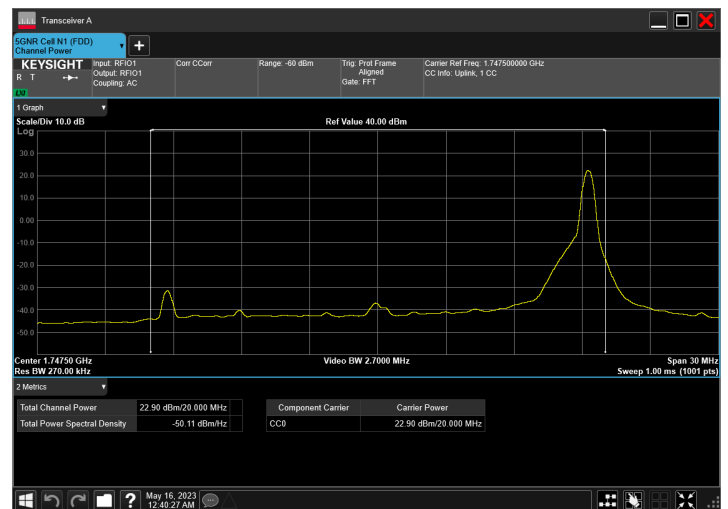 Transceiver A
5GNR Cell N1 (FDD)
Channel Power
KEYSIGHT
R T
LXI
Input: RFIO1
Output: RFIO1
Coupling: AC
Corr CCorr
Range: -60 dBm
Trig: Prot Frame
Aligned
Gate: FFT
Carrier Ref Freq: 1.747500000 GHz
CC Info: Uplink, 1 CC
1 Graph
Scale/Div 10.0 dB
Ref Value 40.00 dBm
Log
30.0
20.0
10.0
0.00
-10.0
-20.0
-30.0
-40.0
-50.0
Center 1.74750 GHz
Video BW 2.7000 MHz
Span 30 MHz
Res BW 270.00 kHz
Sweep 1.00 ms (1001 pts)
2 Metrics
Total Channel Power 22.90 dBm/20.000 MHz
Total Power Spectral Density -50.11 dBm/Hz
Component Carrier Carrier Power
CC0 22.90 dBm/20.000 MHz
? May 16, 2023
12:40:27 AM